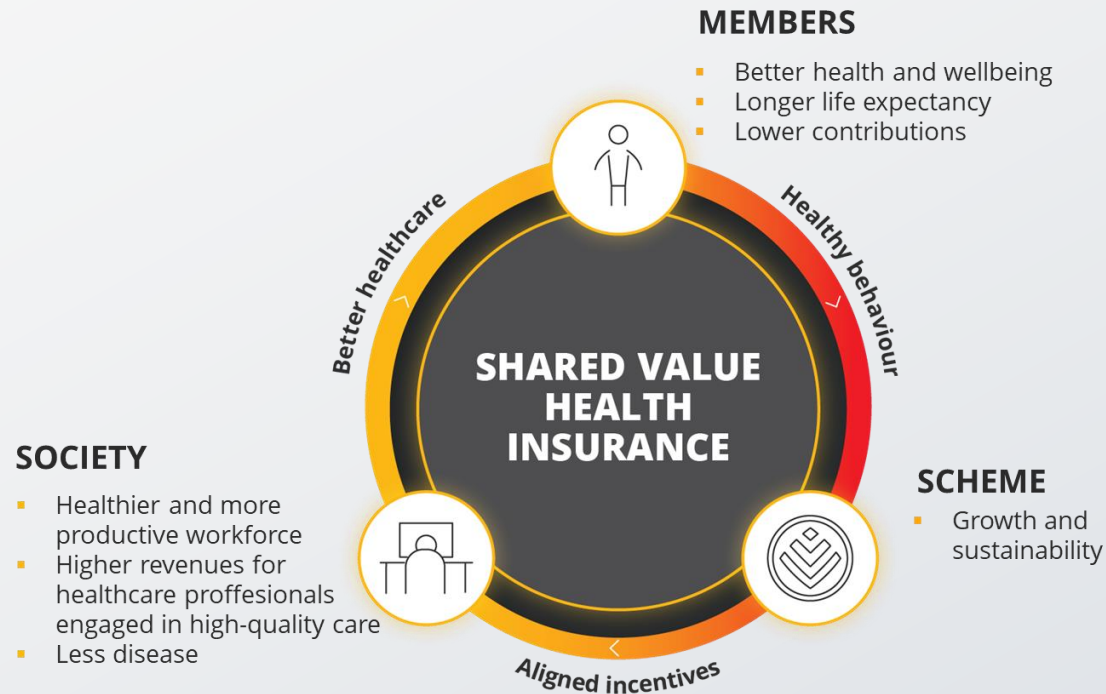 MEMBERS
▪ Better health and wellbeing
▪ Longer life expectancy
▪ Lower contributions
Better healthcare
Healthy behaviour
SHARED VALUE
HEALTH
INSURANCE
SOCIETY
▪ Healthier and more
productive workforce
▪ Higher revenues for
healthcare proffesionals
engaged in high-quality care
▪ Less disease
SCHEME
▪ Growth and
sustainability
Aligned incentives